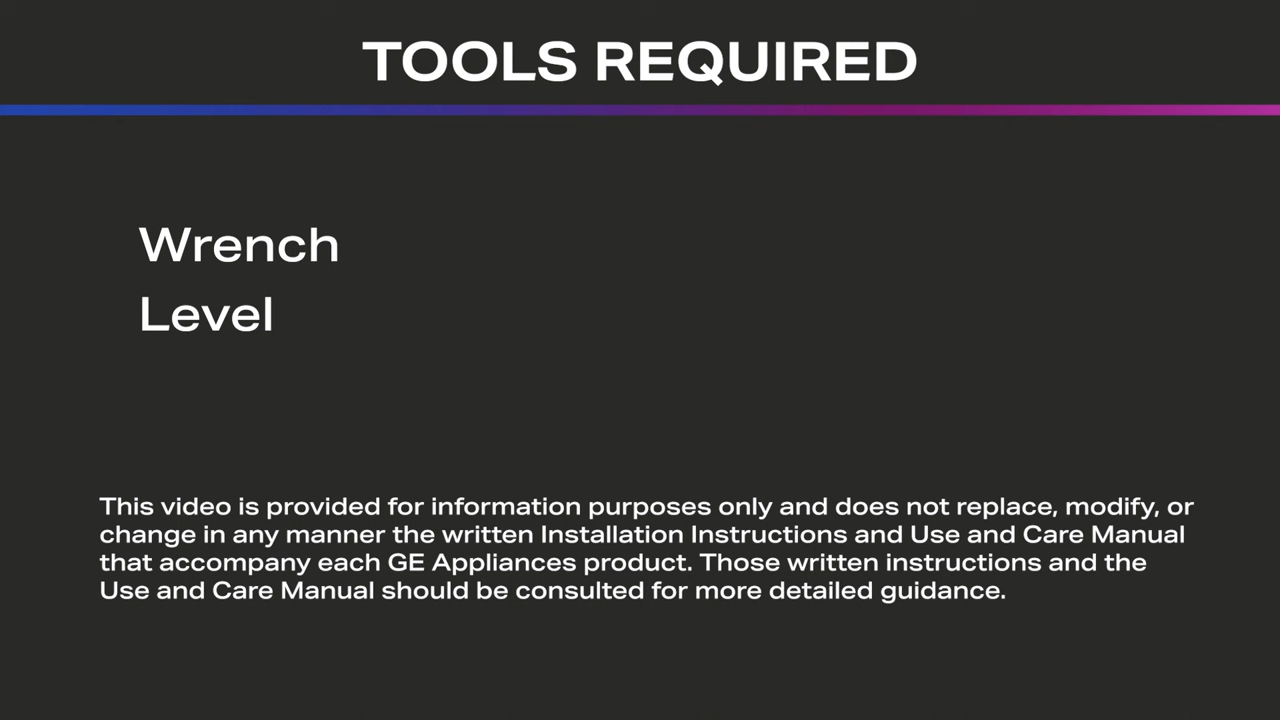 TOOLS REQUIRED
Wrench
Level
This video is provided for information purposes only and does not replace, modify, or
change in any manner the written Installation Instructions and Use and Care Manual
that accompany each GE Appliances product. Those written instructions and the
Use and Care Manual should be consulted for more detailed guidance.